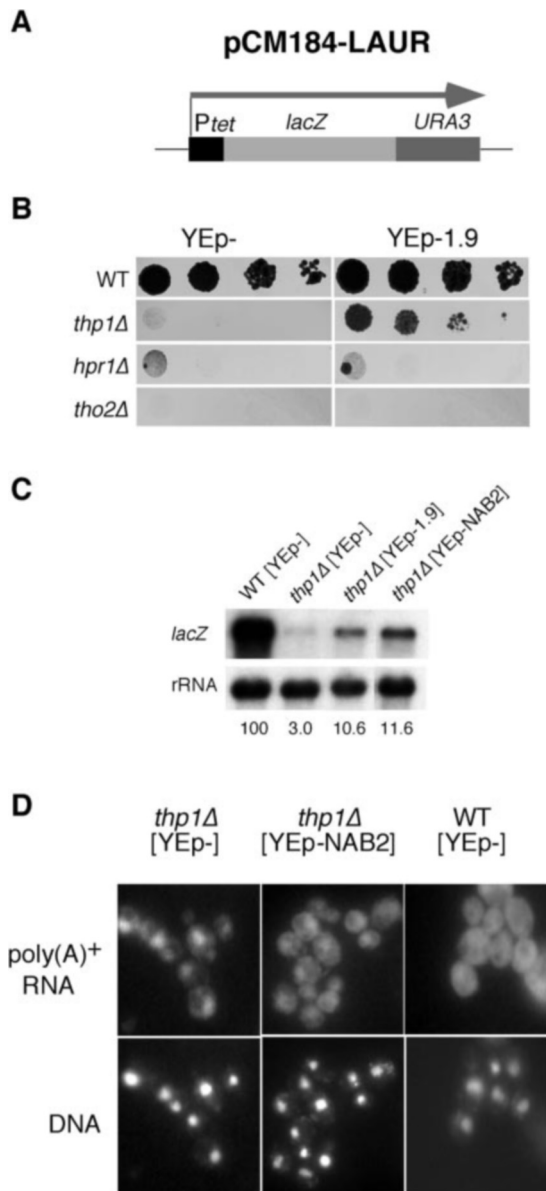 A
pCM184-LAUR
Ptet lacZ URA3
B
YEp- YEp-1.9
WT
thp1Δ
hpr1Δ
tho2Δ
C
WT [YEp-]
thp1Δ [YEp-]
thp1Δ [YEp-1.9]
thp1Δ [YEp-NAB2]
lacZ
rRNA
100 3.0 10.6 11.6
D
thp1Δ thp1Δ WT
[YEp-] [YEp-NAB2] [YEp-]
poly(A)+
RNA
DNA